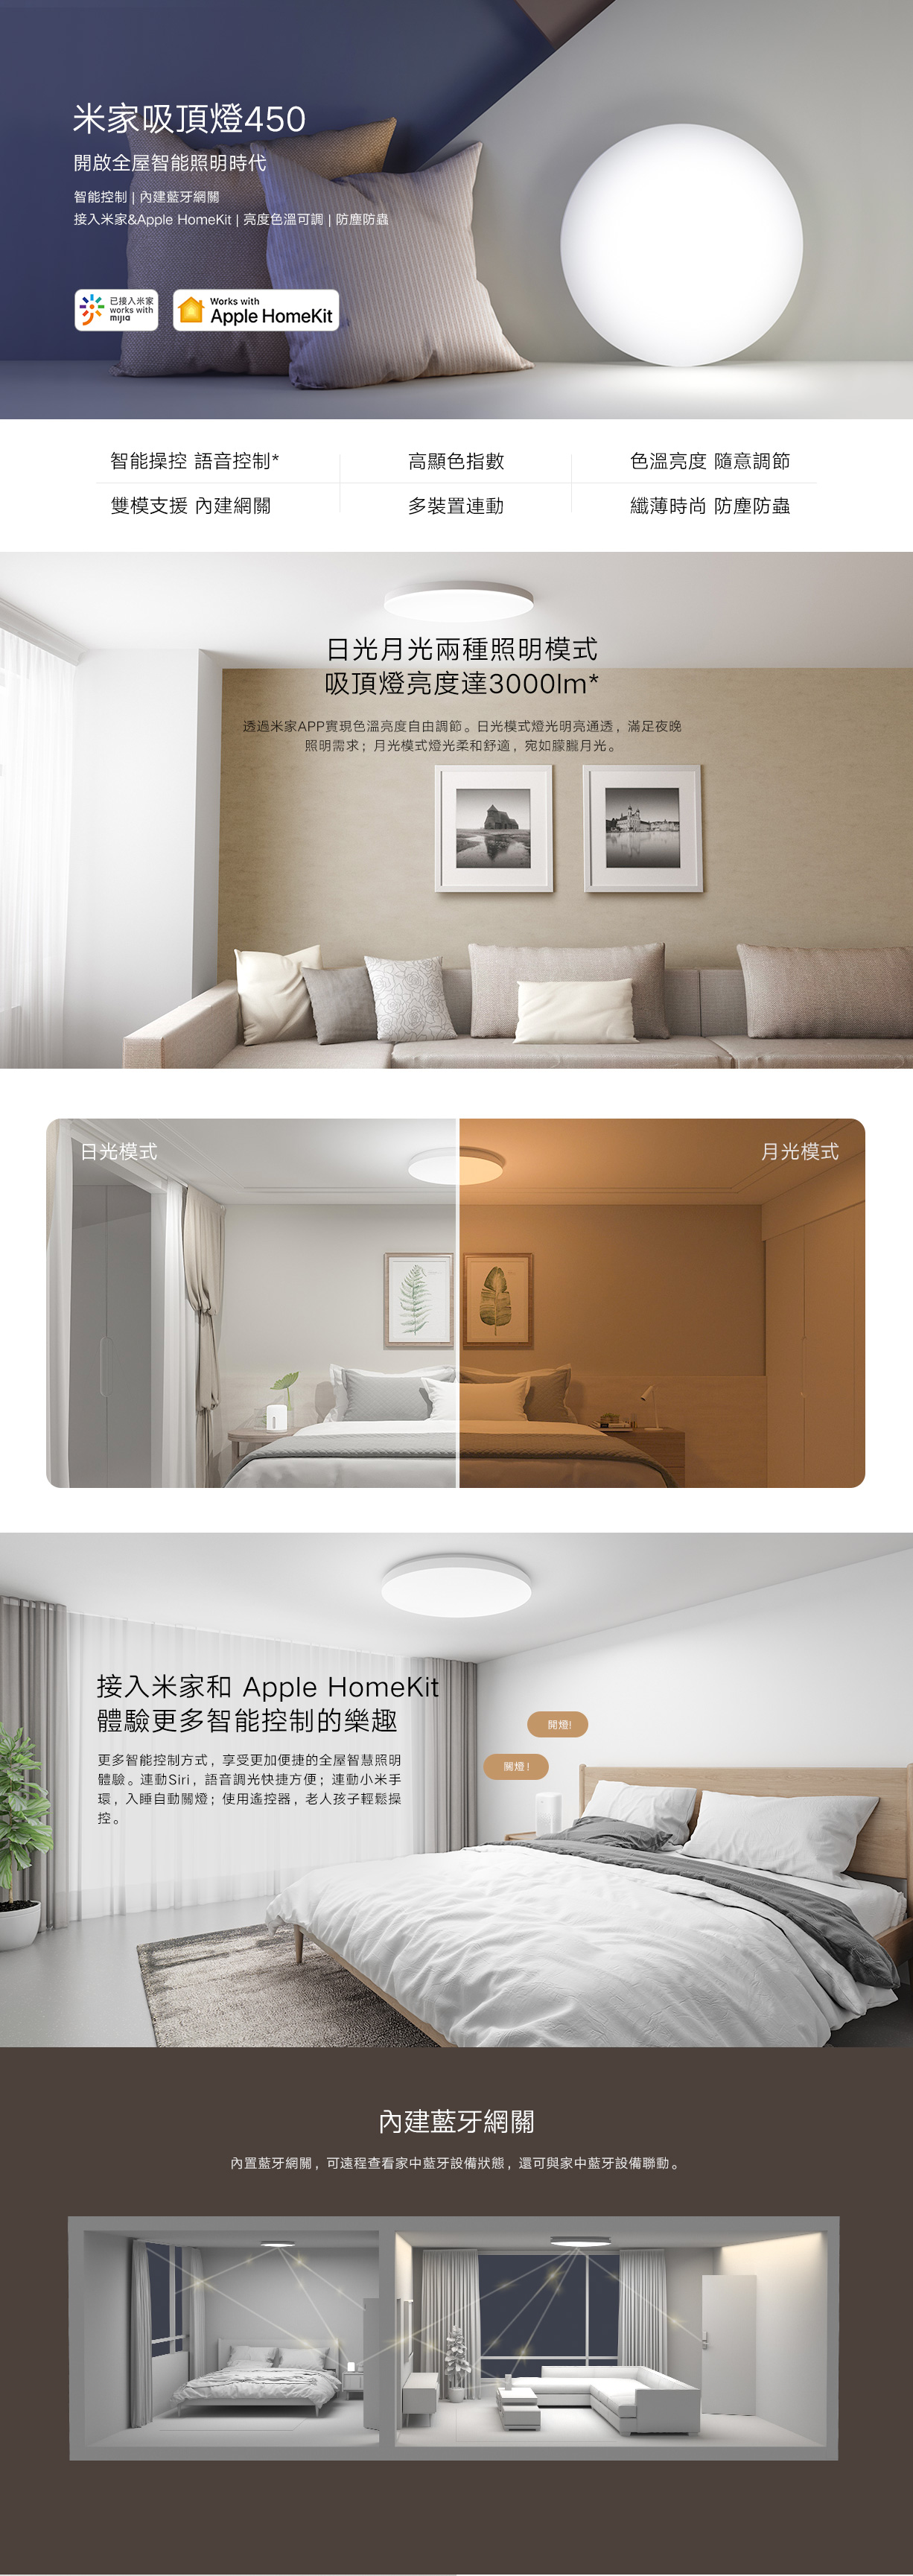 米家吸頂燈450
開啟全屋智能照明時代
智能控制 | 內建藍牙網關
接入米家&Apple HomeKit | 亮度色溫可調 | 防塵防蟲
已接入米家
works with
mijia
Works with
Apple HomeKit
智能操控 語音控制*
高顯色指數
色溫亮度 隨意調節
雙模支援 內建網關
多裝置連動
纖薄時尚 防塵防蟲
日光月光兩種照明模式
吸頂燈亮度達3000lm*
透過米家APP實現色溫亮度自由調節。日光模式燈光明亮通透，滿足夜晚
照明需求；月光模式燈光柔和舒適，宛如朦朧月光。
日光模式
月光模式
接入米家和 Apple HomeKit
體驗更多智能控制的樂趣
更多智能控制方式，享受更加便捷的全屋智慧照明
體驗。連動Siri，語音調光快捷方便；連動小米手
環，入睡自動關燈；使用遙控器，老人孩子輕鬆操
控。
開燈!
關燈！
內建藍牙網關
內置藍牙網關，可遠程查看家中藍牙設備狀態，還可與家中藍牙設備聯動。